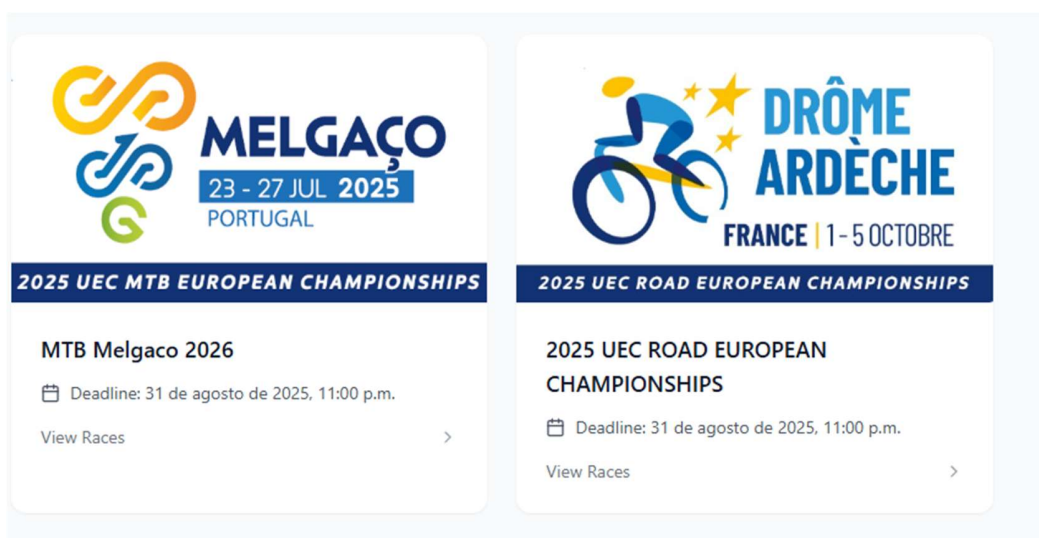 MELGAÇO
23 - 27 JUL 2025
PORTUGAL
2025 UEC MTB EUROPEAN CHAMPIONSHIPS
MTB Melgaco 2026
Deadline: 31 de agosto de 2025, 11:00 p.m.
View Races
DRÔME
ARDÈCHE
FRANCE | 1-5 OCTOBRE
2025 UEC ROAD EUROPEAN CHAMPIONSHIPS
2025 UEC ROAD EUROPEAN
CHAMPIONSHIPS
Deadline: 31 de agosto de 2025, 11:00 p.m.
View Races